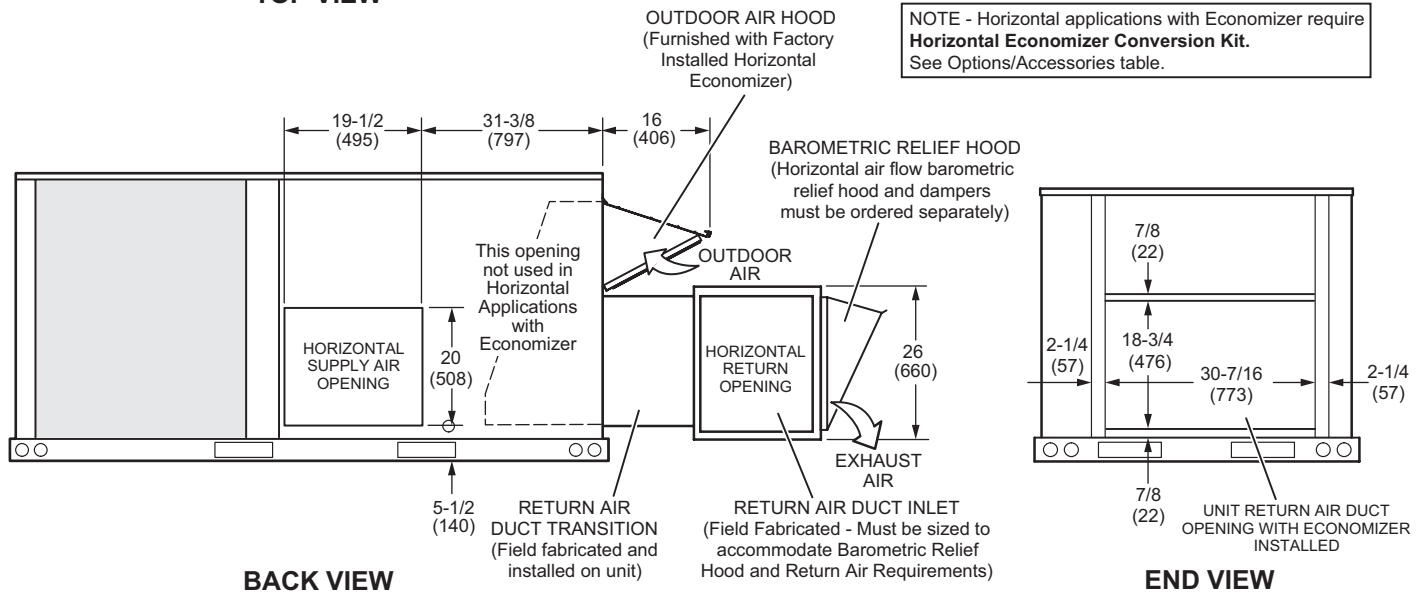 TOP VIEW
OUTDOOR AIR HOOD
(Furnished with Factory
Installed Horizontal
Economizer)
NOTE - Horizontal applications with Economizer require
Horizontal Economizer Conversion Kit.
See Options/Accessories table.
19-1/2
(495)
31-3/8
(797)
16
(406)
BAROMETRIC RELIEF HOOD
(Horizontal air flow barometric
relief hood and dampers
must be ordered separately)
This opening
not used in
Horizontal
Applications
with
Economizer
OUTDOOR
AIR
HORIZONTAL
SUPPLY AIR
OPENING
20
(508)
HORIZONTAL
RETURN
OPENING
26
(660)
EXHAUST
AIR
5-1/2
(140)
RETURN AIR
DUCT TRANSITION
(Field fabricated and
installed on unit)
RETURN AIR DUCT INLET
(Field Fabricated - Must be sized to
accommodate Barometric Relief
Hood and Return Air Requirements)
BACK VIEW
7/8
(22)
2-1/4
(57)
18-3/4
(476)
30-7/16
(773)
2-1/4
(57)
7/8
(22)
UNIT RETURN AIR DUCT
OPENING WITH ECONOMIZER
INSTALLED
END VIEW